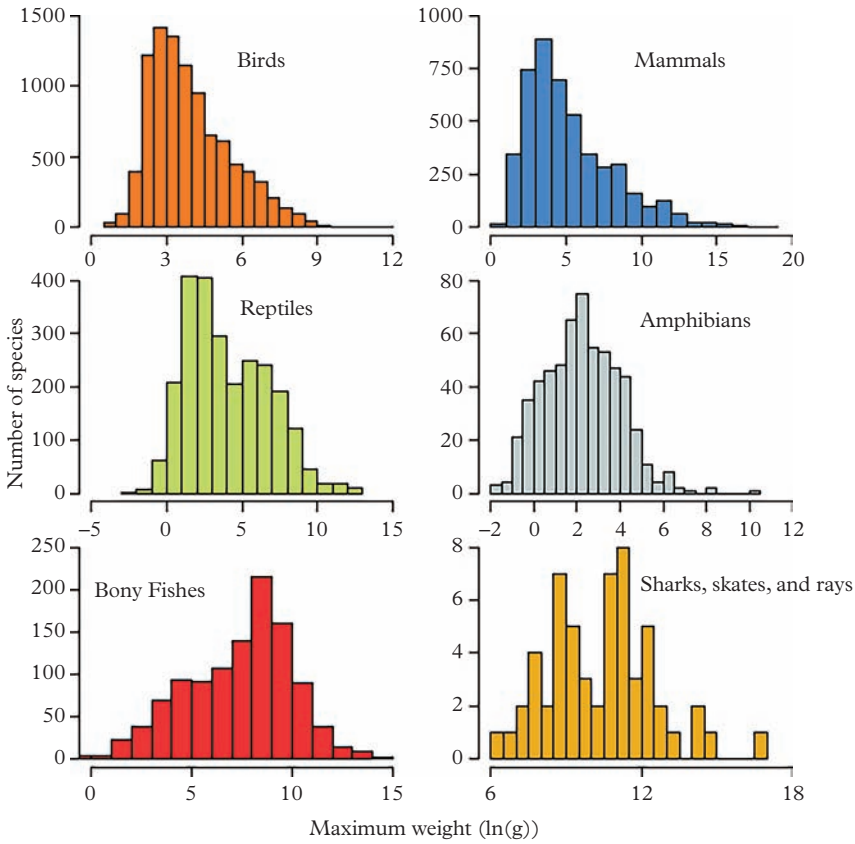 1500
1000
500
0
Birds
0 3 6 9 12
1000
750
500
250
0
Mammals
0 5 10 15 20
Number of species
400
300
200
100
0
Reptiles
−5 0 5 10 15
80
60
40
20
0
Amphibians
−2 0 2 4 6 8 10 12
250
200
150
100
50
0
Bony Fishes
0 5 10 15
8
6
4
2
0
Sharks, skates, and rays
6 12 18
Maximum weight (ln(g))